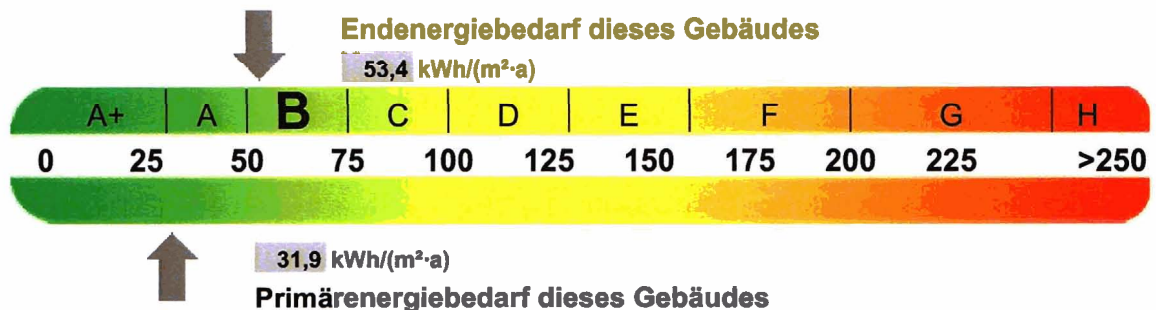 Endenergiebedarf dieses Gebäudes
53,4 kWh/(m²·a)
A+ A B C D E F G H
0 25 50 75 100 125 150 175 200 225 >250
31,9 kWh/(m²·a)
Primärenergiebedarf dieses Gebäudes